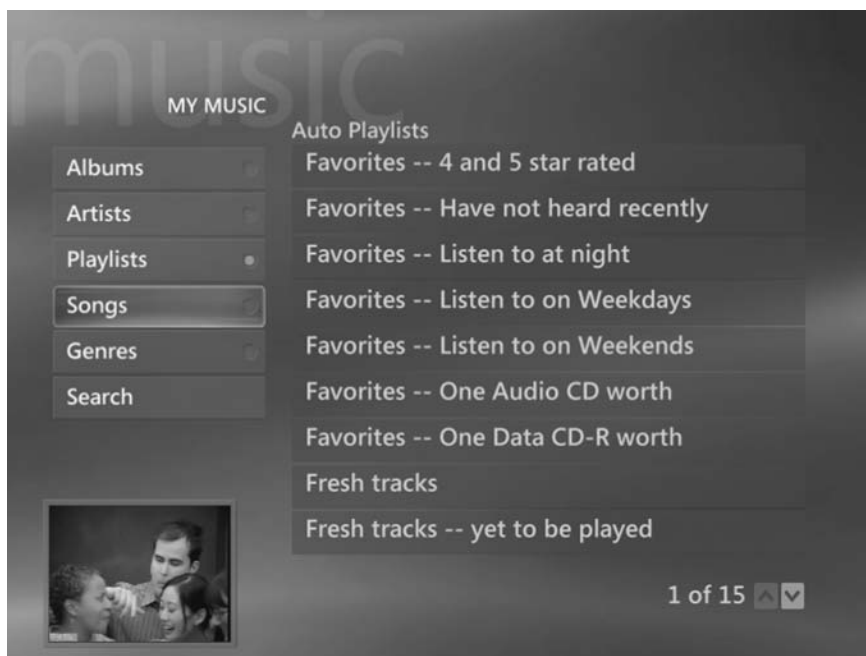 music
MY MUSIC
Albums
Artists
Playlists
Songs
Genres
Search
Auto Playlists
Favorites -- 4 and 5 star rated
Favorites -- Have not heard recently
Favorites -- Listen to at night
Favorites -- Listen to on Weekdays
Favorites -- Listen to on Weekends
Favorites -- One Audio CD worth
Favorites -- One Data CD-R worth
Fresh tracks
Fresh tracks -- yet to be played
1 of 15